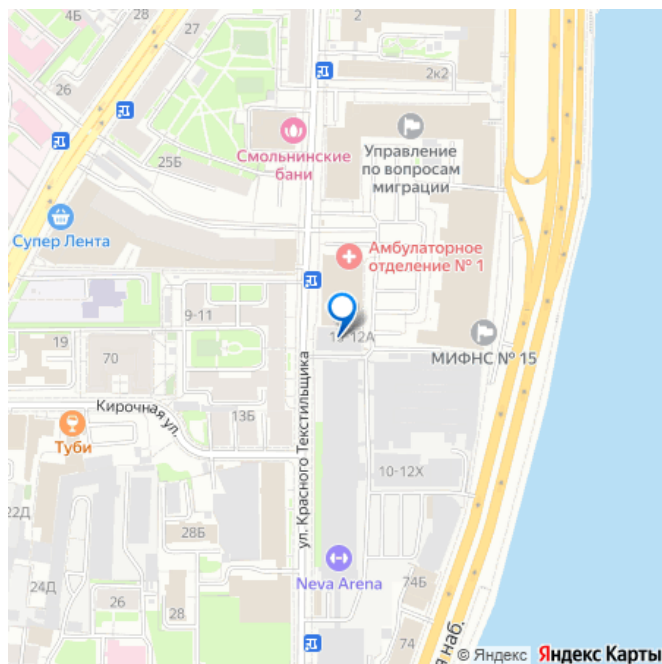 4Б
28
27
2
26
2к2
Смольнинские
бани
Управление
по вопросам
миграции
25Б
Супер Лента
Амбулаторное
отделение № 1
9-11
19
70
10-12А
МИФНС № 15
ул. Красного Текстильщика
Кирочная ул.
13Б
Туби
10-12Х
22Д
28Б
Neva Arena
24Д
26
28
74Б
74
я наб.
© Яндекс Яндекс Карты